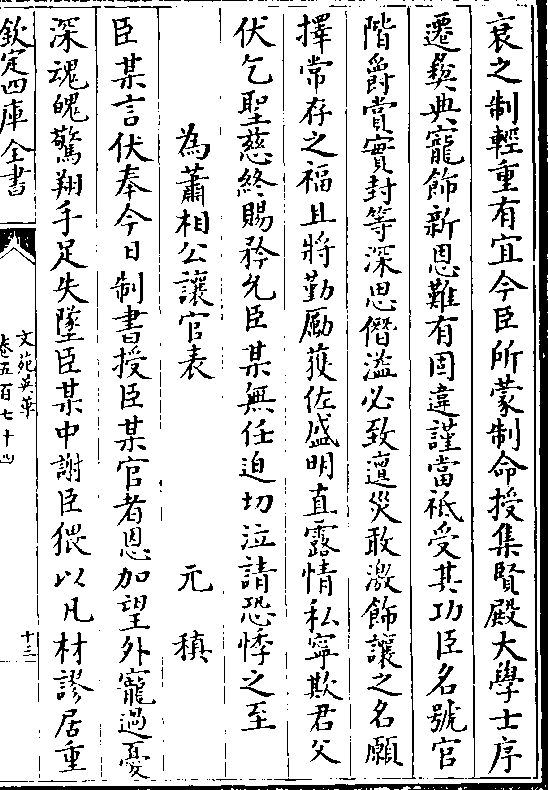 衰之制輕重有宜今臣所蒙制命授集賢殿大學士序
遷彜典寵飾新恩難有固違謹當祗受其功臣名號官
階爵賞實封等深思僭溢必致䆄災敢激飾讓之名願
擇常存之福且將勤勵獲佐盛明直露情私寧欺君父
伏乞聖慈終賜矜允臣某無任迫切泣請恐悸之至
為蕭相公讓官表 元稹
臣某言伏奉今日制書授臣某官者恩加望外寵過憂
深魂魄驚翔手足失墜臣某中謝臣猥以凡材謬居重
欽定四庫全書
文苑英華
卷五百七十四
十三